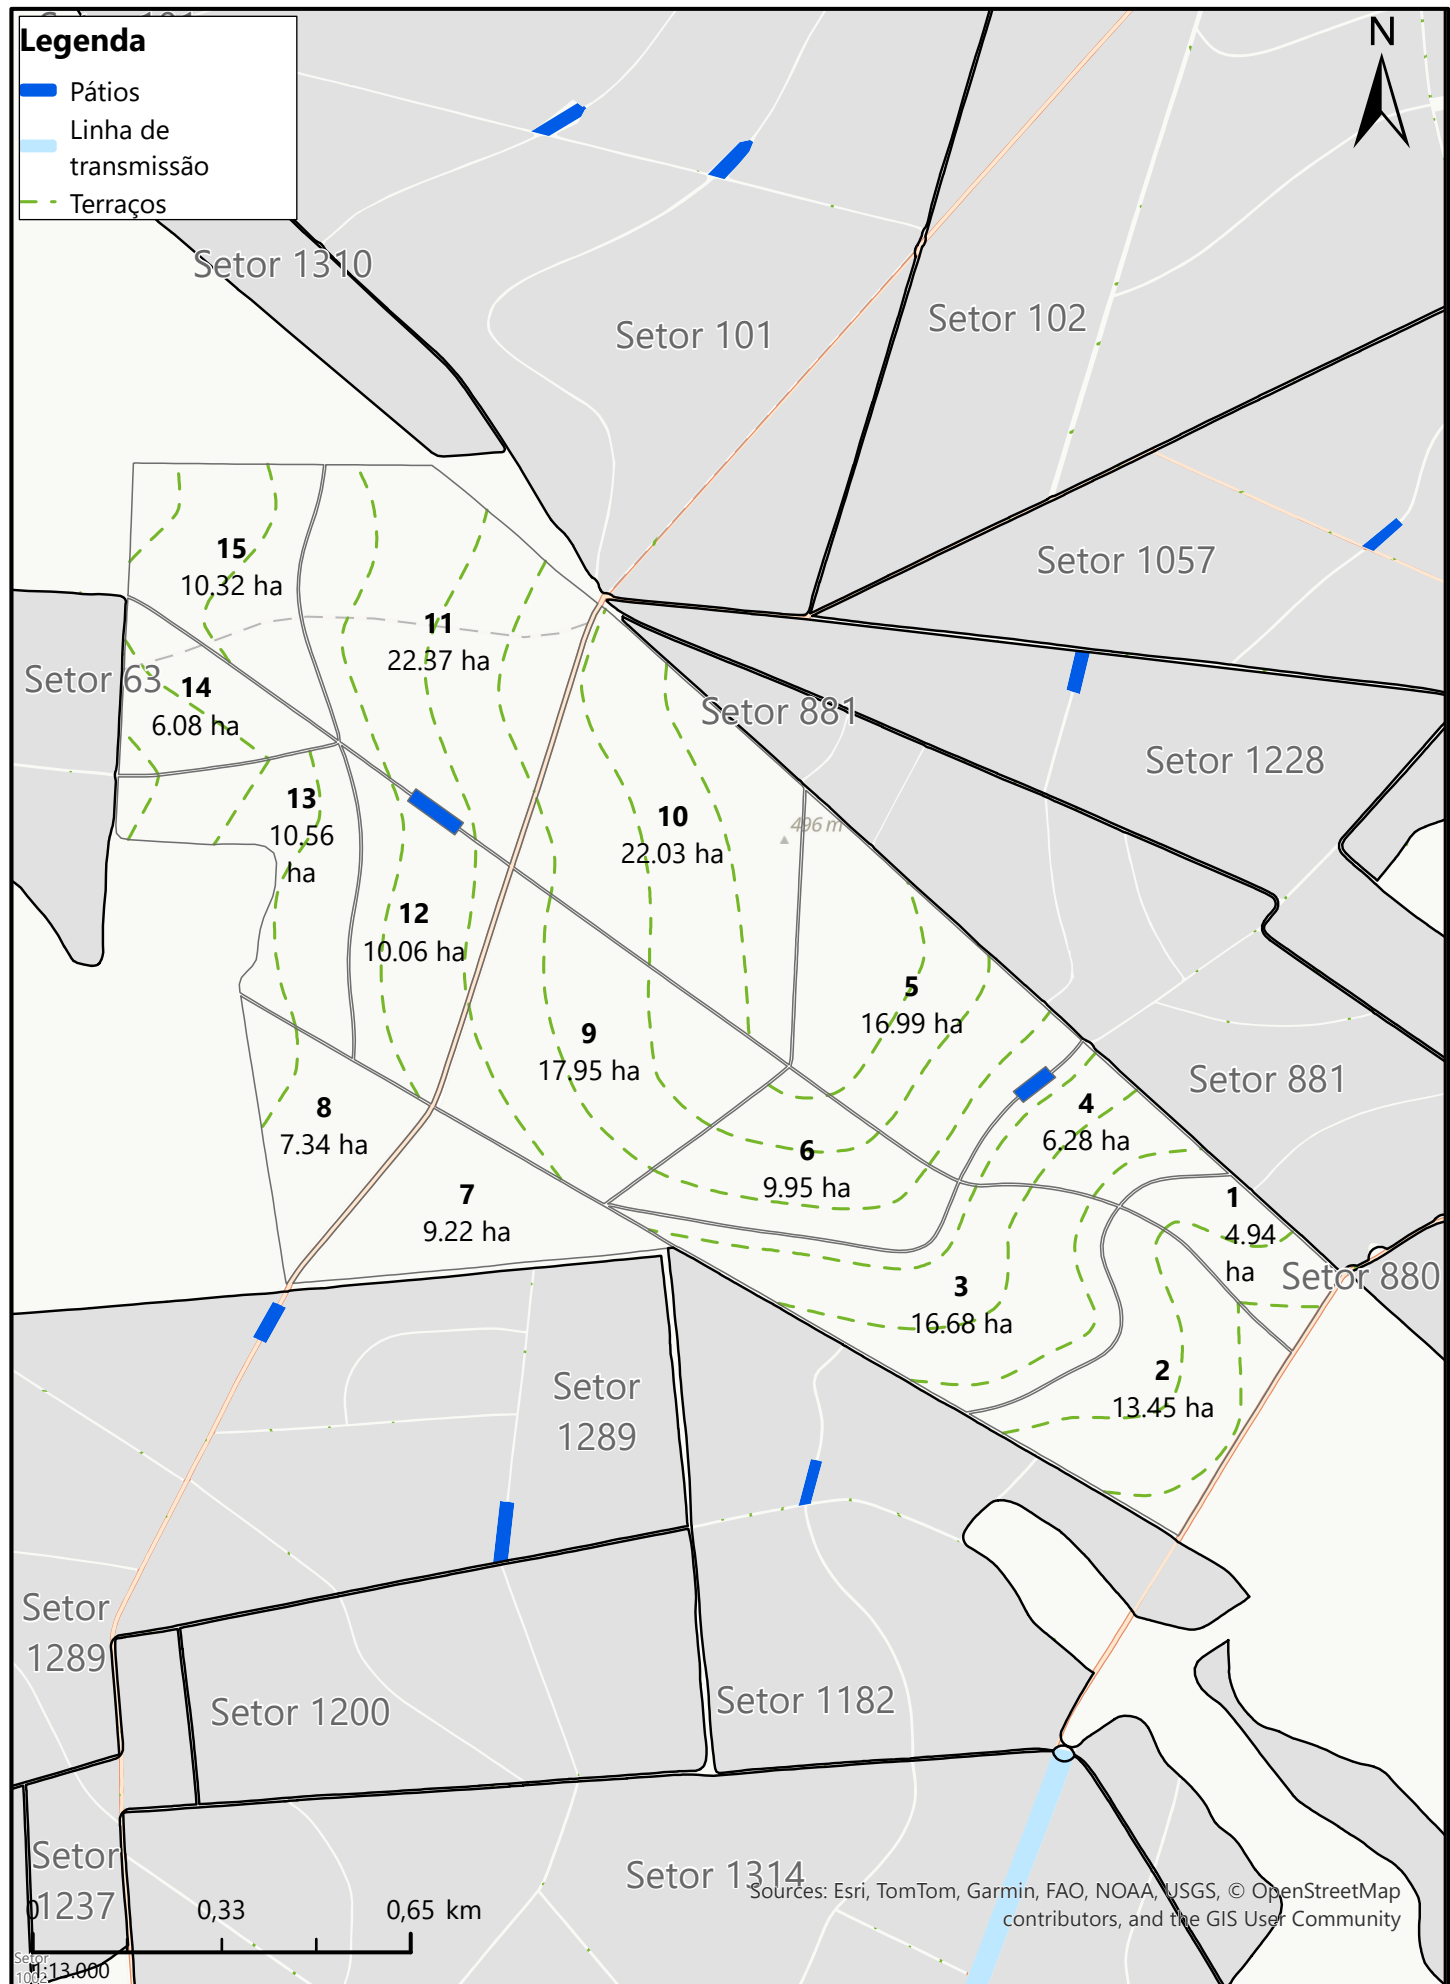 Legenda
Pátios
Linha de
transmissão
Terraços
N
Setor 1310
Setor 101
Setor 102
Setor 1057
15
10.32 ha
11
22.37 ha
Setor 63
14
6.08 ha
Setor 881
Setor 1228
13
10.56
ha
10
22.03 ha
496 m
12
10.06 ha
5
16.99 ha
9
17.95 ha
Setor 881
8
7.34 ha
4
6.28 ha
6
9.95 ha
7
9.22 ha
1
4.94
ha
Setor 880
3
16.68 ha
2
13.45 ha
Setor
1289
Setor
1289
Setor 1200
Setor 1182
Setor
1237
Setor 1314
Sources: Esri, TomTom, Garmin, FAO, NOAA, USGS, © OpenStreetMap
contributors, and the GIS User Community
0 0,33 0,65 km
Setor
1002
1:13.000